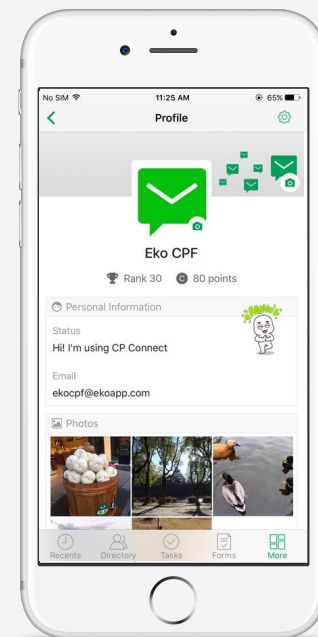 No SIM 11:25 AM 65%
Profile
Eko CPF
Rank 30 C 80 points
Personal Information
Hello!
Status
Hi! I'm using CP Connect
Email
ekocpf@ekoapp.com
Photos
Recents Directory Tasks Forms More